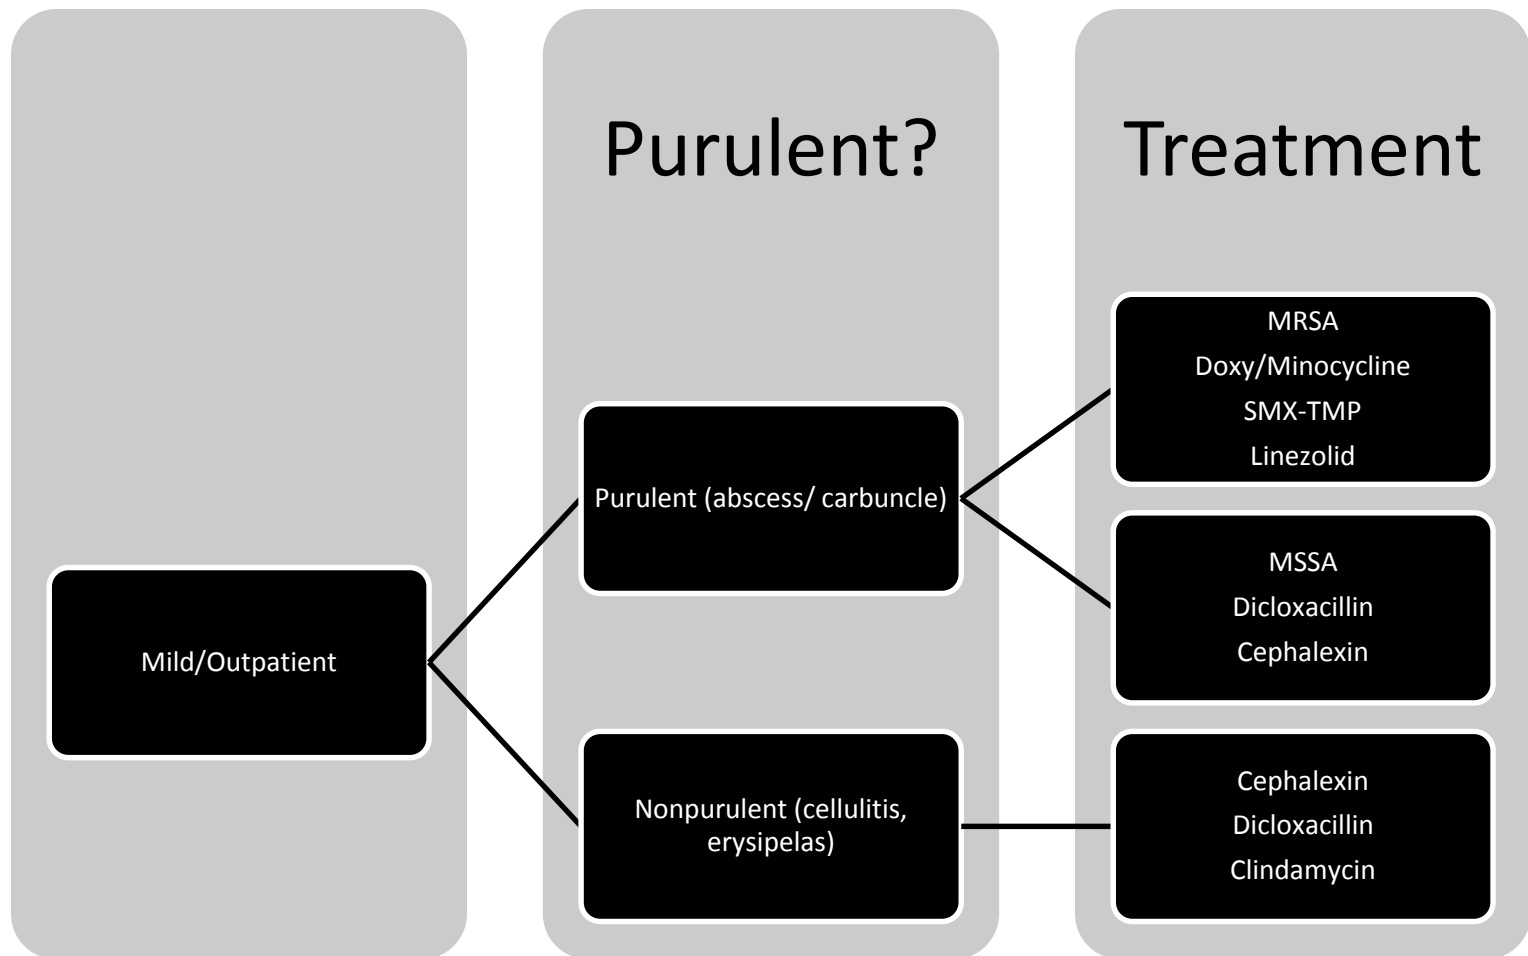 Purulent?
Treatment
Mild/Outpatient
Purulent (abscess/ carbuncle)
MRSA
Doxy/Minocycline
SMX-TMP
Linezolid
MSSA
Dicloxacillin
Cephalexin
Nonpurulent (cellulitis,
erysipelas)
Cephalexin
Dicloxacillin
Clindamycin